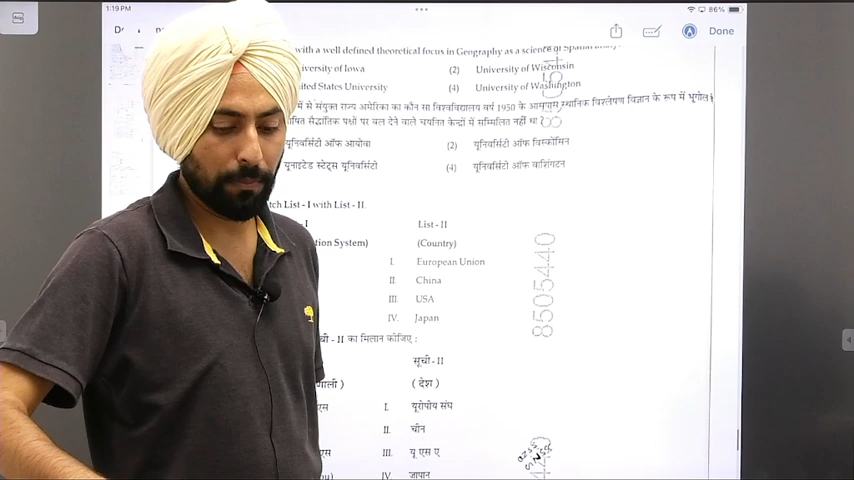 1:19 PM
86%
Done
with a well defined theoretical focus in Geography as a science of Spatial
iversity of Iowa (2) University of Wisconsin
ited States University (4) University of Washington
में से संयुक्त राज्य अमेरिका का कौन सा विश्वविद्यालय वर्ष 1950 के आसपास स्थानिक विश्लेषण विज्ञान के रूप में भूगोल
षित सैद्धांतिक पक्षों पर बल देने वाले चयनित केन्द्रों में सम्मिलित नहीं था ?
यूनिवर्सिटी ऑफ आयोवा (2) यूनिवर्सिटी ऑफ विस्कोंसिन
यूनाइटेड स्टेट्स यूनिवर्सिटी (4) यूनिवर्सिटी ऑफ वाशिंगटन
tch List - I with List - II.
- I List - II
tion System) (Country)
I. European Union
II. China
III. USA
IV. Japan
8505440
ची - II का मिलान कीजिए :
सूची - II
णाली ) ( देश )
एस I. यूरोपीय संघ
II. चीन
एस III. यू एस ए
IV. जापान